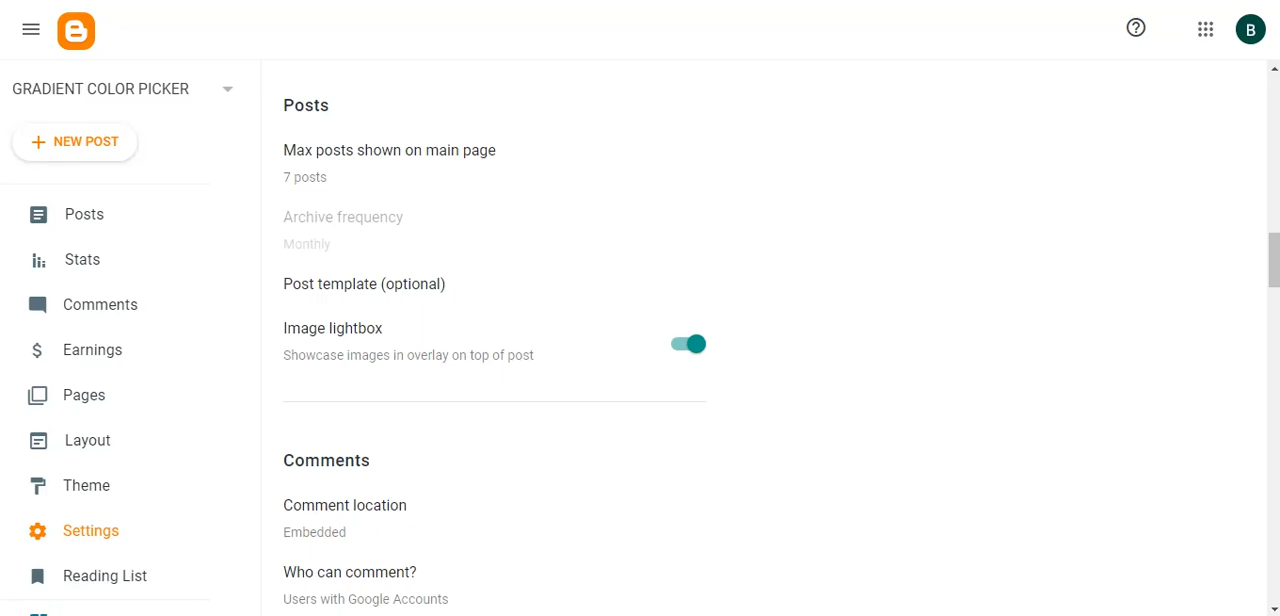 B
GRADIENT COLOR PICKER
NEW POST
Posts
Stats
Comments
Earnings
Pages
Layout
Theme
Settings
Reading List
Posts
Max posts shown on main page
7 posts
Archive frequency
Monthly
Post template (optional)
Image lightbox
Showcase images in overlay on top of post
Comments
Comment location
Embedded
Who can comment?
Users with Google Accounts